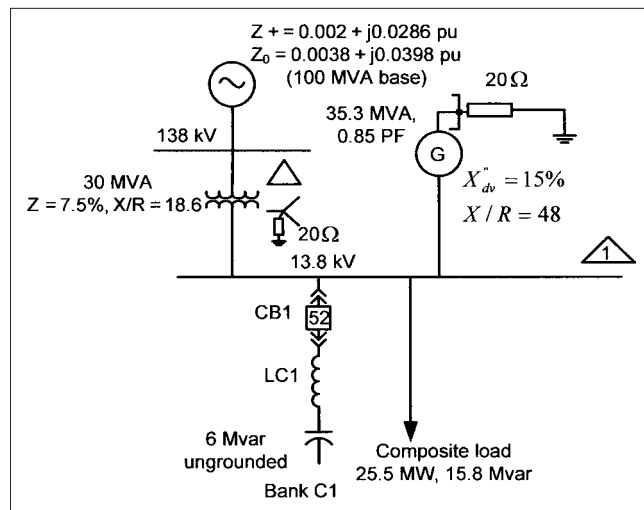 Z + = 0.002 + j0.0286 pu
Z₀ = 0.0038 + j0.0398 pu
(100 MVA base)
20Ω
35.3 MVA,
0.85 PF
G
138 kV
X"dv = 15%
X / R = 48
30 MVA
Z = 7.5%, X/R = 18.6
20Ω
13.8 kV
1
CB1
52
LC1
6 Mvar
ungrounded
Bank C1
Composite load
25.5 MW, 15.8 Mvar